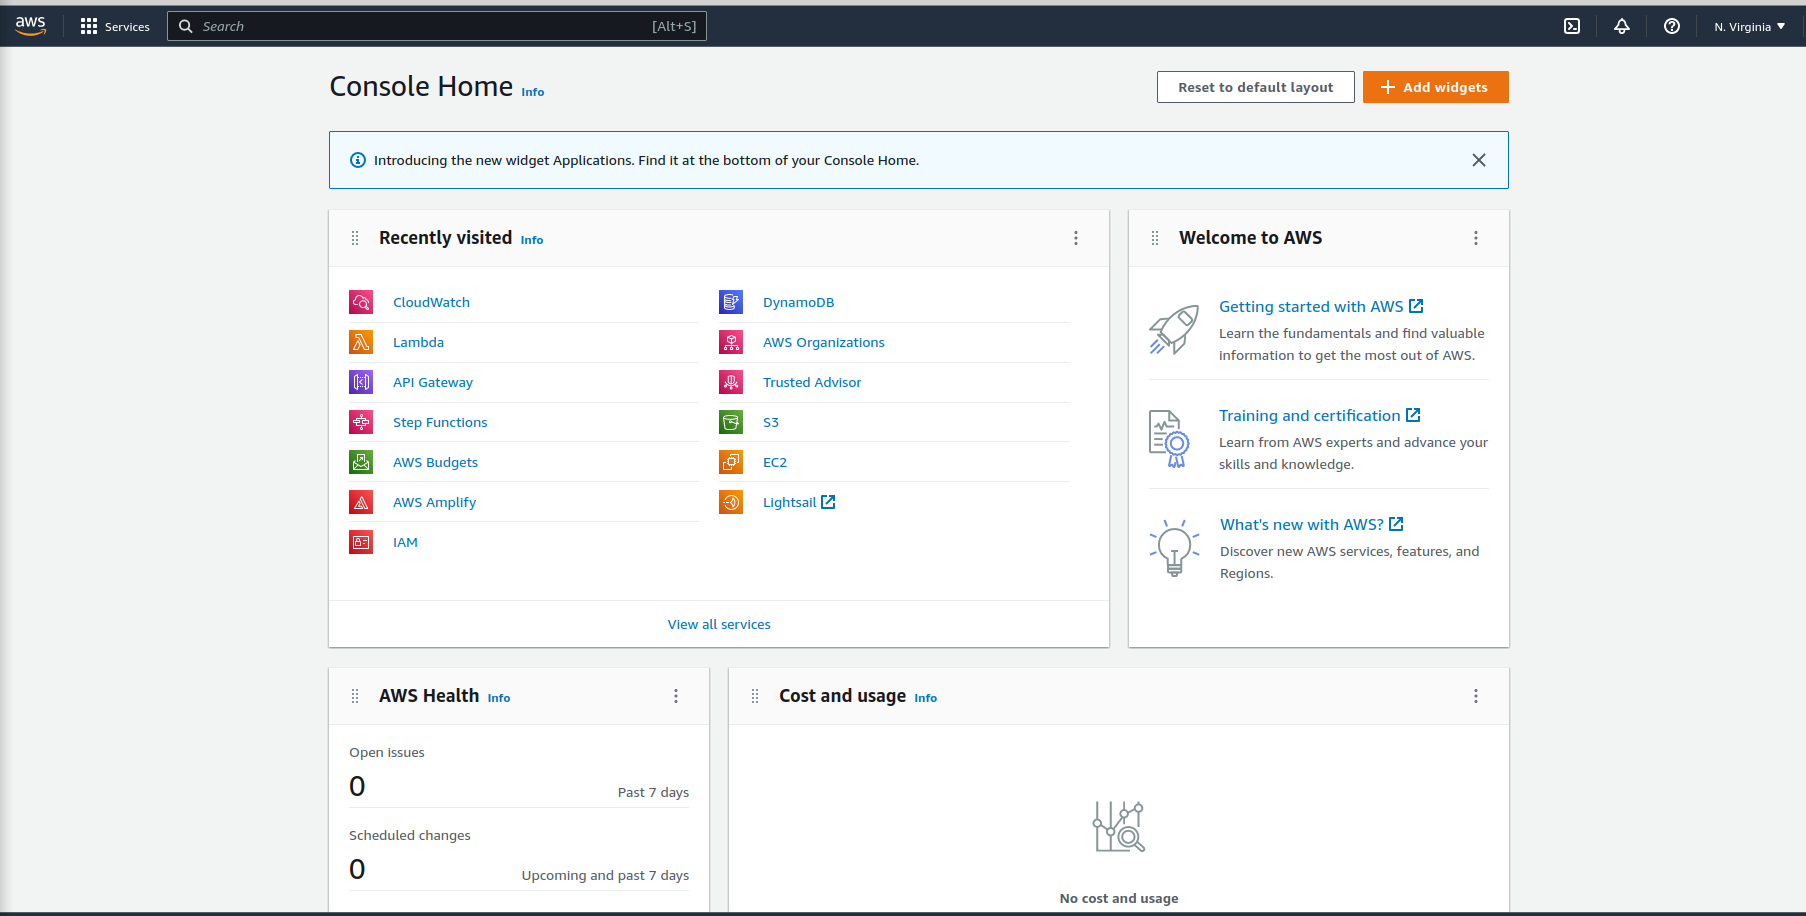 aws
Services
Search
[Alt+S]
N. Virginia
Console Home Info
Reset to default layout
Add widgets
Introducing the new widget Applications. Find it at the bottom of your Console Home.
Recently visited Info
CloudWatch
Lambda
API Gateway
Step Functions
AWS Budgets
AWS Amplify
IAM
DynamoDB
AWS Organizations
Trusted Advisor
S3
EC2
Lightsail
View all services
Welcome to AWS
Getting started with AWS
Learn the fundamentals and find valuable
information to get the most out of AWS.
Training and certification
Learn from AWS experts and advance your
skills and knowledge.
What's new with AWS?
Discover new AWS services, features, and
Regions.
AWS Health Info
Open issues
0
Past 7 days
Scheduled changes
0
Upcoming and past 7 days
Cost and usage Info
No cost and usage